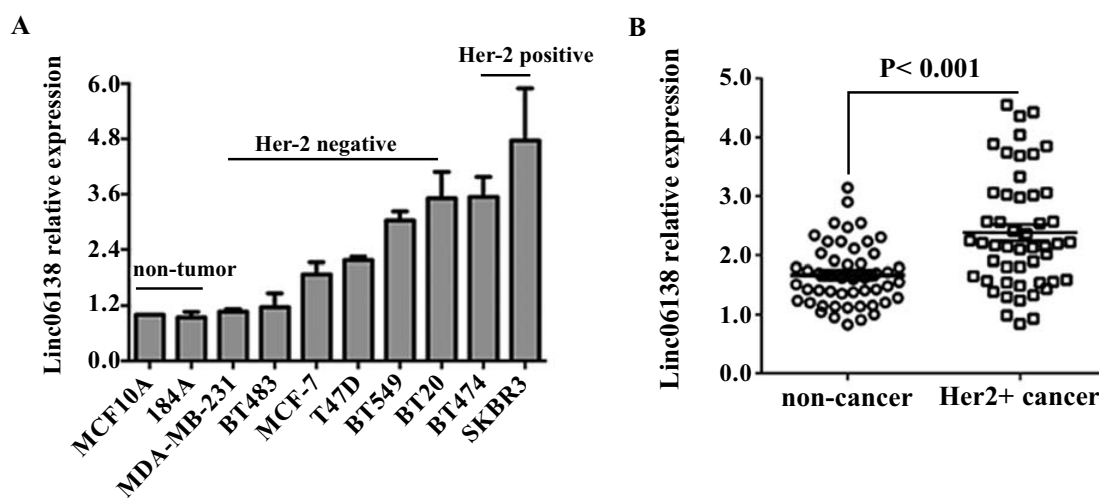 A
Linc06138 relative expression
6.0
4.8
3.6
2.4
1.2
0.0
non-tumor
Her-2 negative
Her-2 positive
MCF10A
184A
MDA-MB-231
BT483
MCF-7
T47D
BT549
BT20
BT474
SKBR3
B
Linc06138 relative expression
5.0
4.0
3.0
2.0
1.0
0.0
P< 0.001
non-cancer
Her2+ cancer